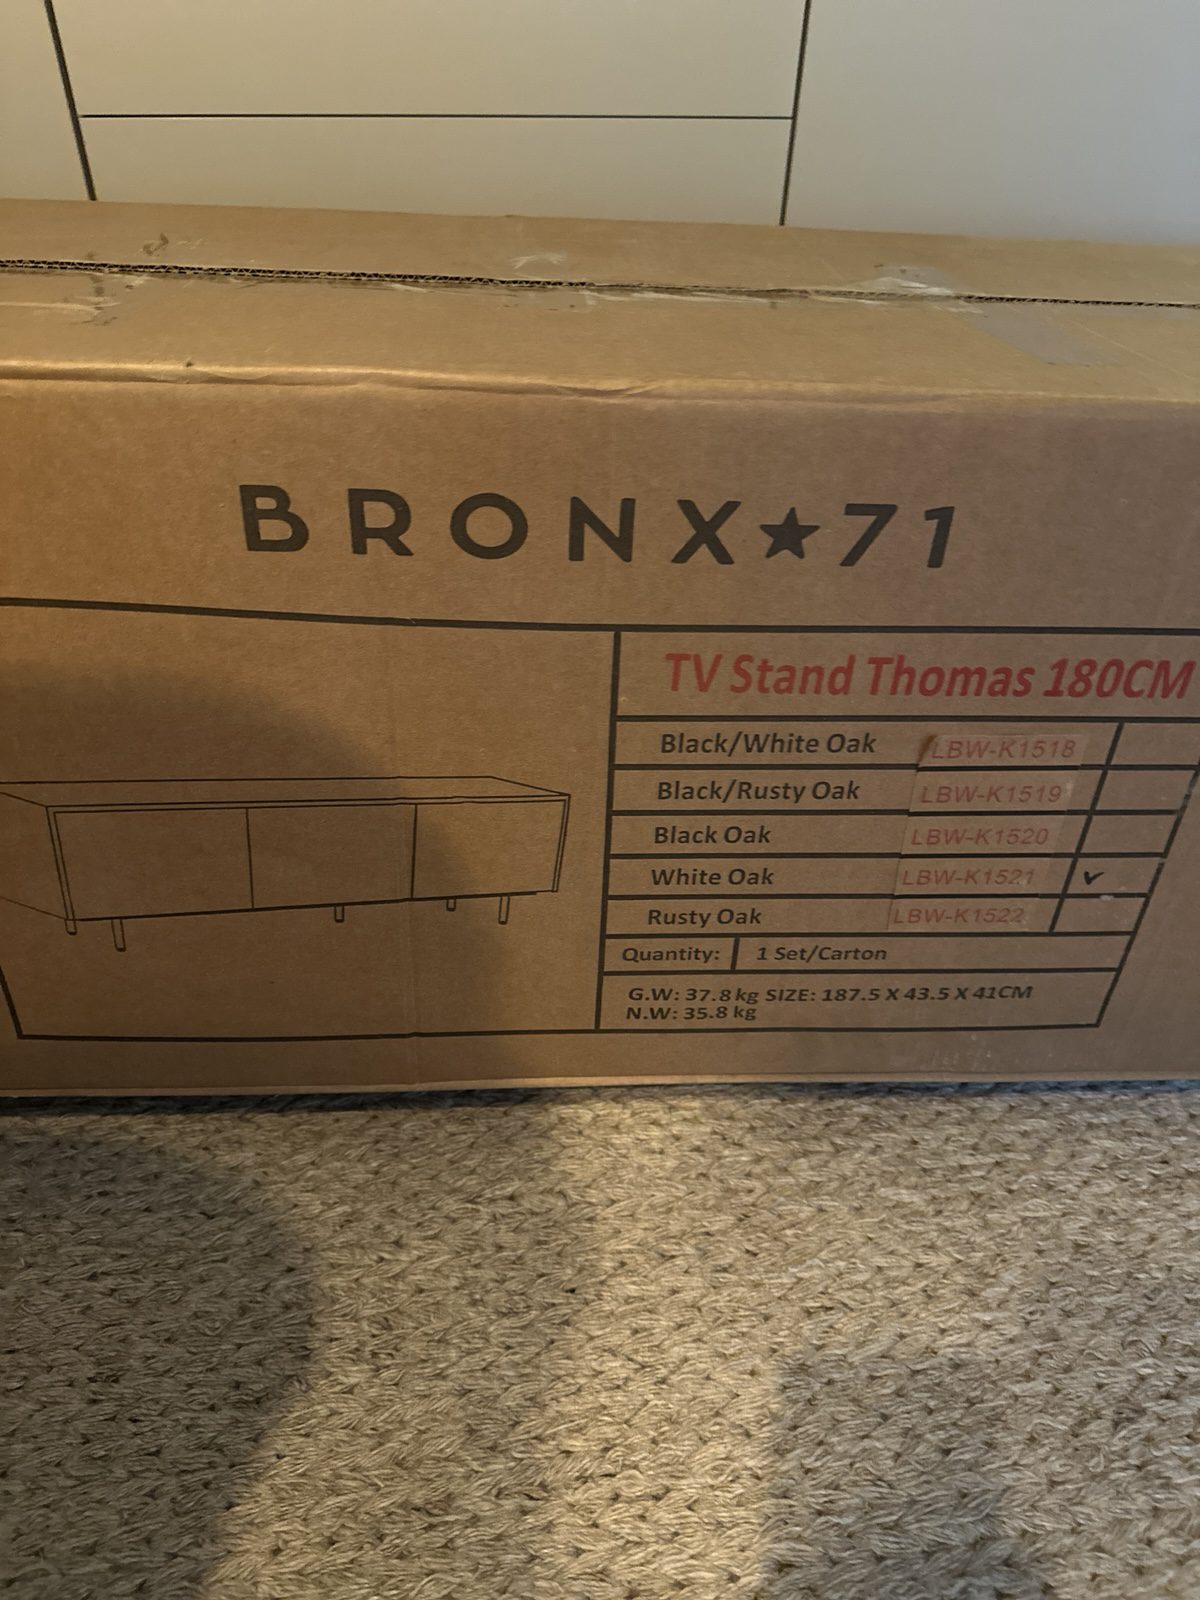 BRONX★71
TV Stand Thomas 180CM
Black/White Oak LBW-K1518
Black/Rusty Oak LBW-K1519
Black Oak LBW-K1520
White Oak LBW-K1521 ✓
Rusty Oak LBW-K1522
Quantity: 1 Set/Carton
G.W: 37.8 kg SIZE: 187.5 X 43.5 X 41CM
N.W: 35.8 kg